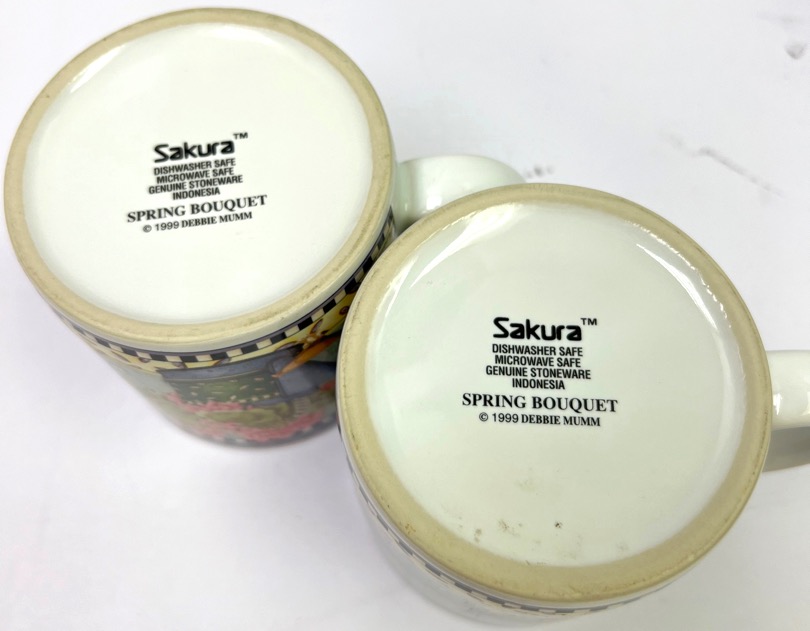 Sakura™
DISHWASHER SAFE
MICROWAVE SAFE
GENUINE STONEWARE
INDONESIA
SPRING BOUQUET
© 1999 DEBBIE MUMM
Sakura™
DISHWASHER SAFE
MICROWAVE SAFE
GENUINE STONEWARE
INDONESIA
SPRING BOUQUET
© 1999 DEBBIE MUMM